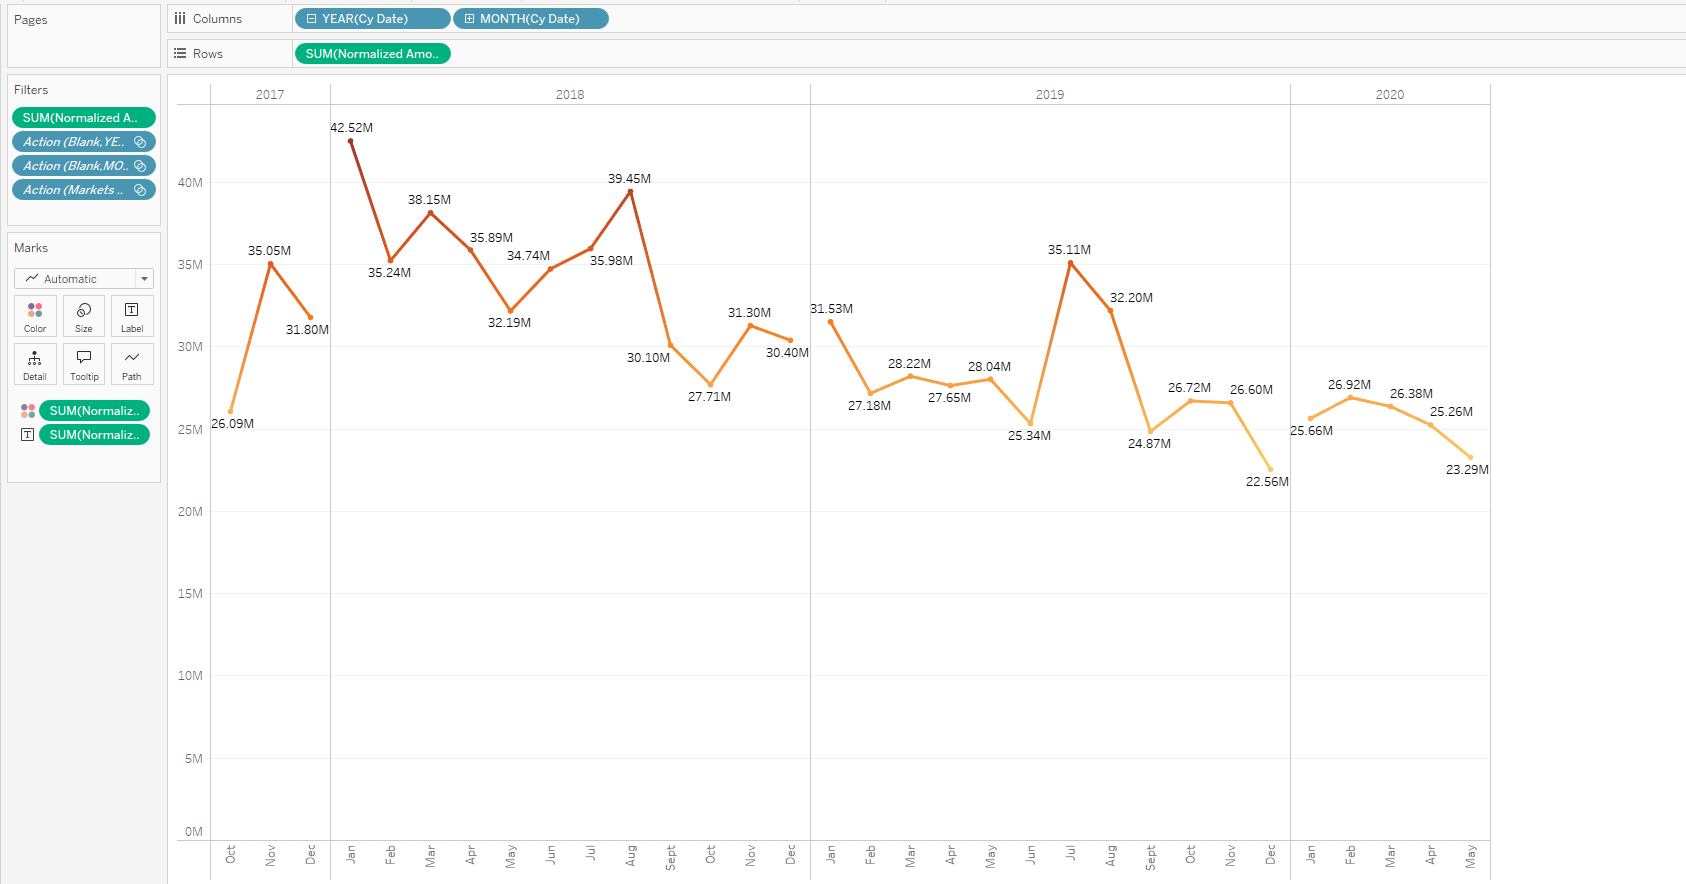 Pages
Columns
YEAR(Cy Date)
MONTH(Cy Date)
Rows
SUM(Normalized Amo..
Filters
SUM(Normalized A..
Action (Blank,YE..
Action (Blank,MO..
Action (Markets ..
Marks
Automatic
Color
Size
T
Label
Detail
Tooltip
Path
SUM(Normaliz..
T
SUM(Normaliz..
2017
2018
2019
2020
40M
35M
30M
25M
20M
15M
10M
5M
0M
26.09M
35.05M
31.80M
42.52M
35.24M
38.15M
35.89M
32.19M
34.74M
35.98M
39.45M
30.10M
27.71M
31.30M
30.40M
31.53M
27.18M
28.22M
27.65M
28.04M
25.34M
35.11M
32.20M
24.87M
26.72M
26.60M
22.56M
25.66M
26.92M
26.38M
25.26M
23.29M
Oct
Nov
Dec
Jan
Feb
Mar
Apr
May
Jun
Jul
Aug
Sept
Oct
Nov
Dec
Jan
Feb
Mar
Apr
May
Jun
Jul
Aug
Sept
Oct
Nov
Dec
Jan
Feb
Mar
Apr
May